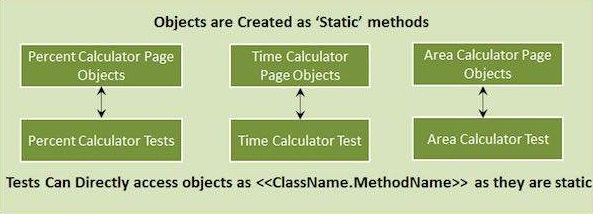 Objects are Created as ‘Static’ methods
Percent Calculator Page
Objects
Time Calculator
Page Objects
Area Calculator Page
Objects
Percent Calculator Tests
Time Calculator Test
Area Calculator Test
Tests Can Directly access objects as <<ClassName.MethodName>> as they are static